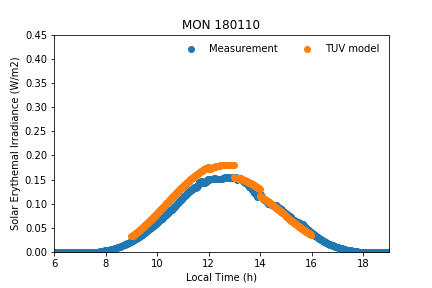 MON 180110
Measurement
TUV model
Solar Erythemal Irradiance (W/m2)
0.45
0.40
0.35
0.30
0.25
0.20
0.15
0.10
0.05
0.00
6 8 10 12 14 16 18
Local Time (h)